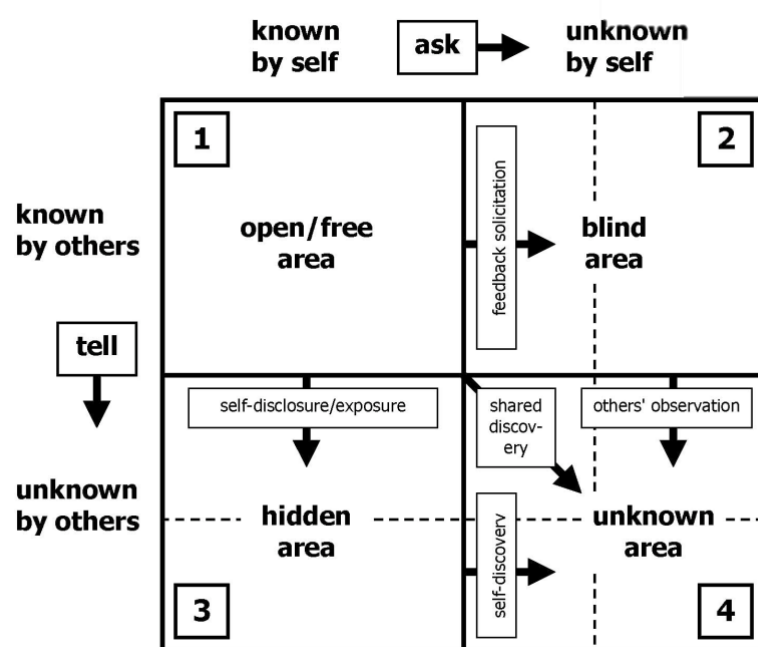 known
by self
ask
unknown
by self
1
2
known
by others
open/free
area
feedback solicitation
blind
area
tell
self-disclosure/exposure
shared
discov-
ery
others' observation
unknown
by others
hidden
area
self-discovery
unknown
area
3
4